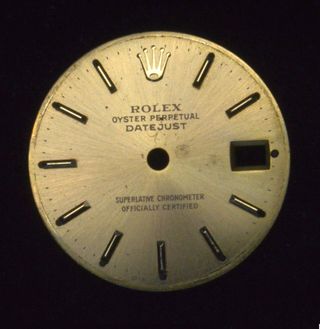 ROLEX
OYSTER PERPETUAL
DATEJUST
SUPERLATIVE CHRONOMETER
OFFICIALLY CERTIFIED